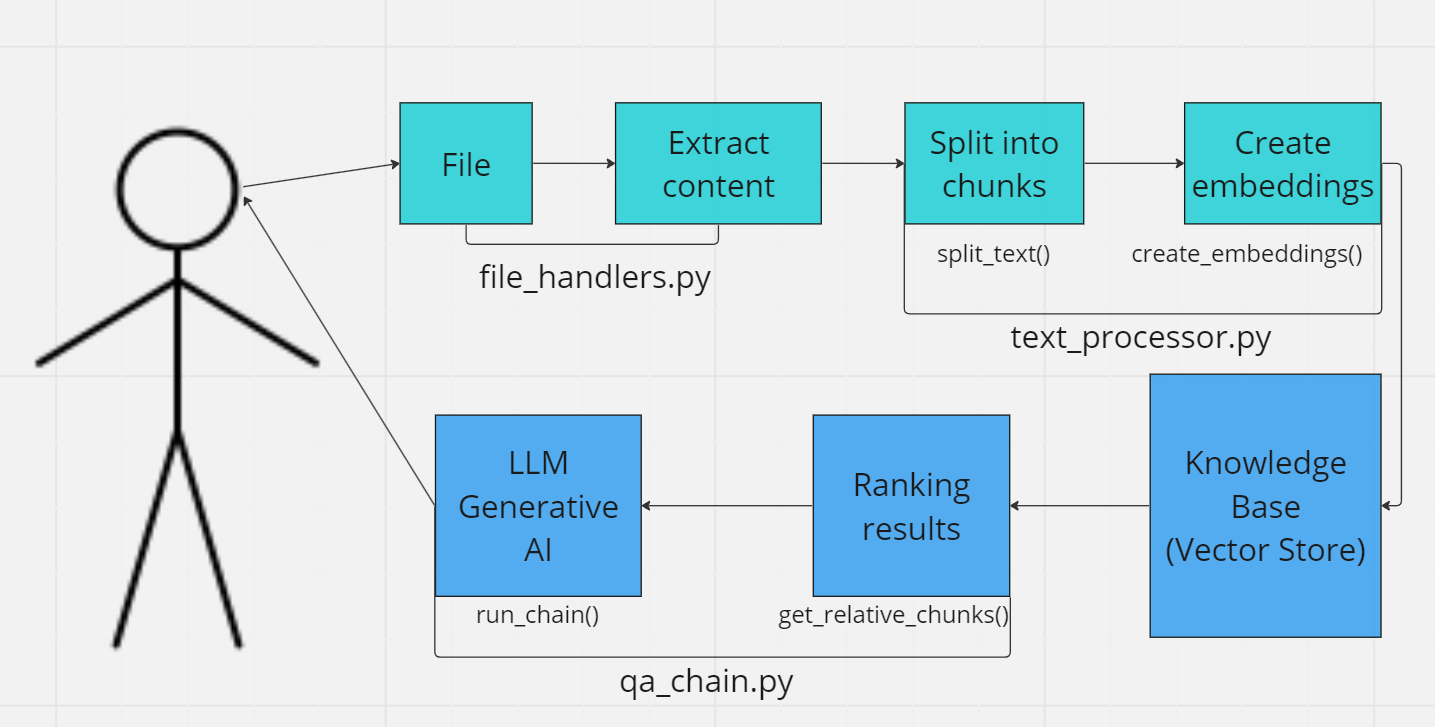 File
Extract
content
Split into
chunks
Create
embeddings
split_text()
create_embeddings()
file_handlers.py
text_processor.py
LLM
Generative
AI
Ranking
results
Knowledge
Base
(Vector Store)
run_chain()
get_relative_chunks()
qa_chain.py